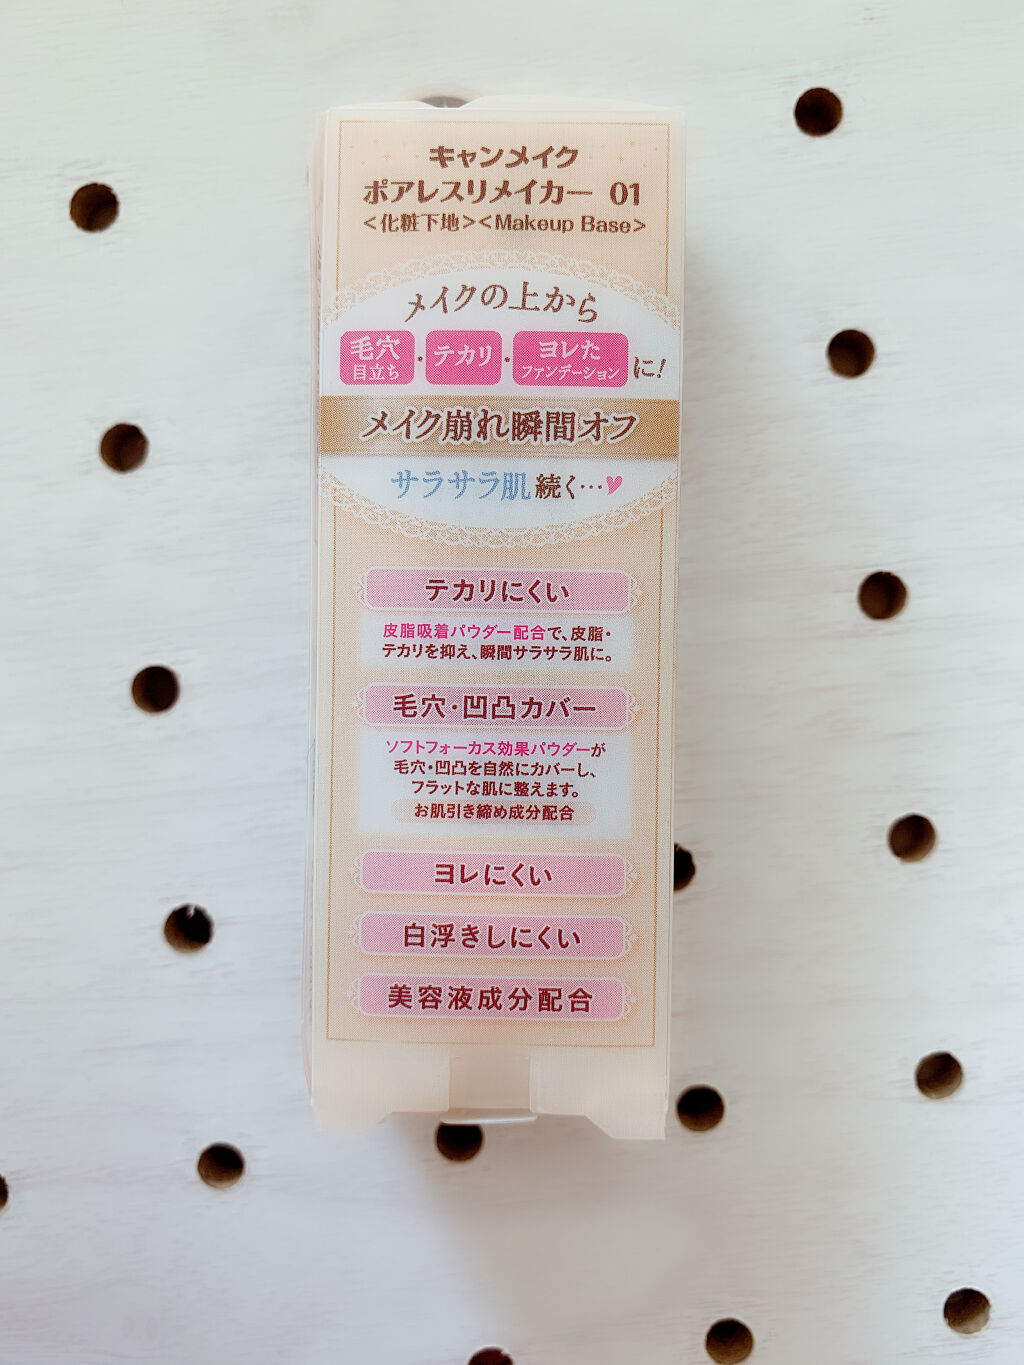 キャンメイク
ポアレスリメイカー 01
<化粧下地><Makeup Base>
メイクの上から
毛穴目立ち・テカリ・ヨレたファンデーションに!
メイク崩れ瞬間オフ
サラサラ肌続く…♥
テカリにくい
皮脂吸着パウダー配合で、皮脂・
テカリを抑え、瞬間サラサラ肌に。
毛穴・凹凸カバー
ソフトフォーカス効果パウダーが
毛穴・凹凸を自然にカバーし、
フラットな肌に整えます。
お肌引き締め成分配合
ヨレにくい
白浮きしにくい
美容液成分配合